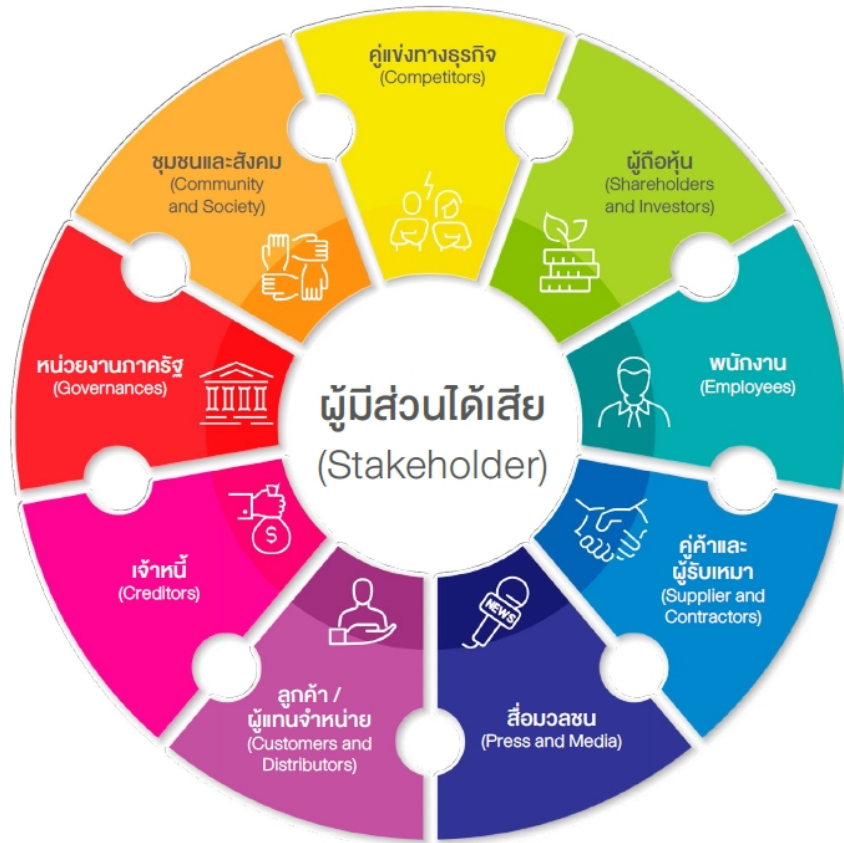 คู่แข่งทางธุรกิจ
(Competitors)
ผู้ถือหุ้น
(Shareholders
and Investors)
พนักงาน
(Employees)
คู่ค้าและ
ผู้รับเหมา
(Supplier and
Contractors)
NEWS
สื่อมวลชน
(Press and Media)
ลูกค้า /
ผู้แทนจำหน่าย
(Customers and
Distributors)
$
เจ้าหนี้
(Creditors)
หน่วยงานภาครัฐ
(Governances)
ชุมชนและสังคม
(Community
and Society)
ผู้มีส่วนได้เสีย
(Stakeholder)